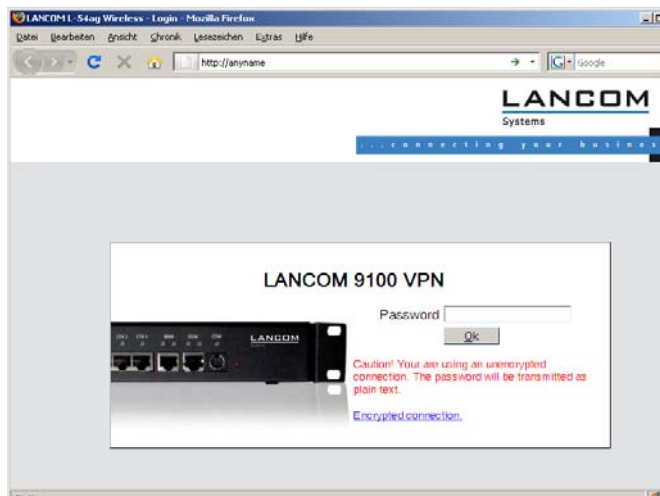 LANCOM L-54ag Wireless - Login - Mozilla Firefox
Datei Bearbeiten Ansicht Chronik Lesezeichen Extras Hilfe
http://anyname
G Google
LANCOM
Systems
...connecting your busines
LANCOM 9100 VPN
Password
Ok
LANCOM
Caution! Your are using an unencrypted
connection. The password will be transmitted as
plain text.
Encrypted connection.